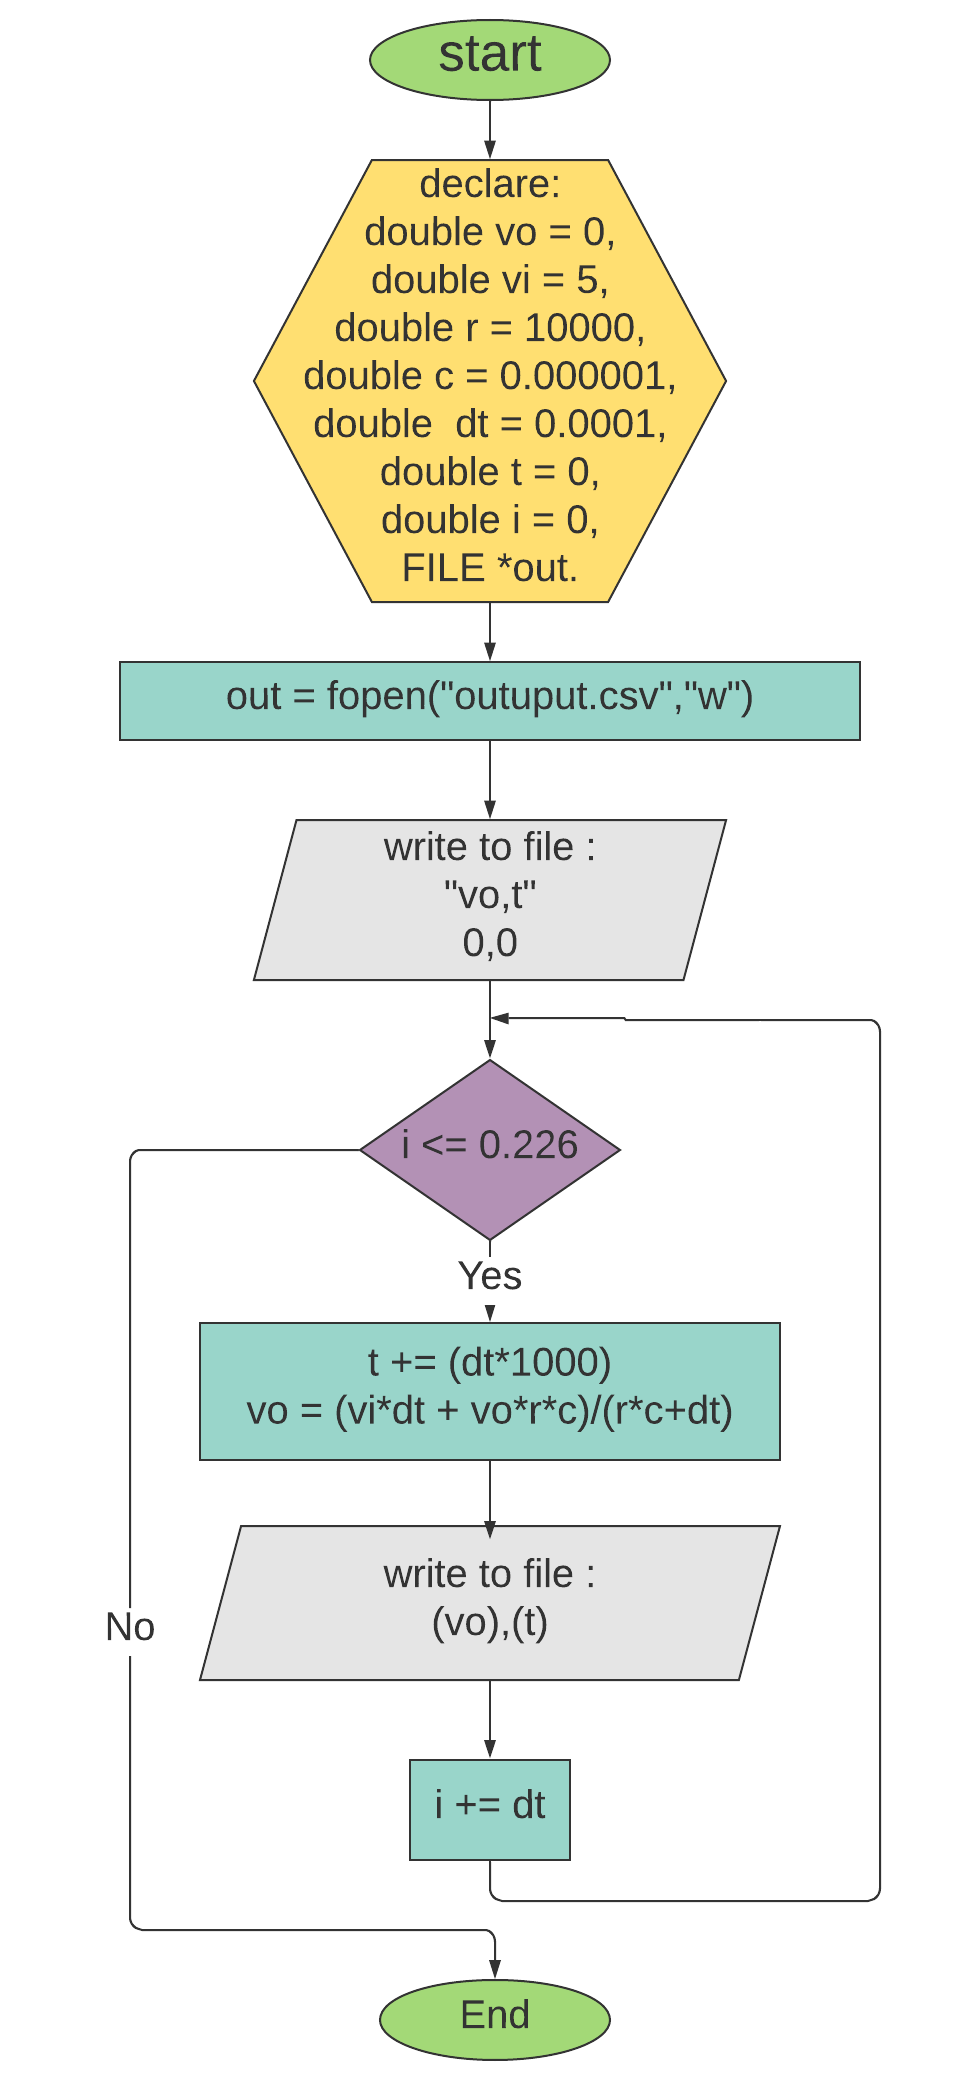 start
declare:
double vo = 0,
double vi = 5,
double r = 10000,
double c = 0.000001,
double  dt = 0.0001,
double t = 0,
double i = 0,
FILE *out.
out = fopen("outuput.csv","w")
write to file :
"vo,t"
0,0
i <= 0.226
Yes
t += (dt*1000)
vo = (vi*dt + vo*r*c)/(r*c+dt)
write to file :
(vo),(t)
No
i += dt
End